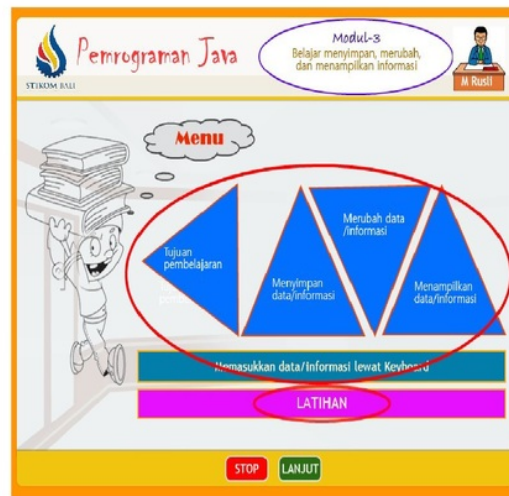 STIKOM BALI
Pemrograman Java
Modul-3
Belajar menyimpan, merubah,
dan menampilkan informasi
M Rusli
Menu
Tujuan
pembelajaran
Menyimpan
data/informasi
Merubah data
/informasi
Menampilkan
data/informasi
Memasukkan data/Informasi lewat Keyboard
LATIHAN
STOP
LANJUT